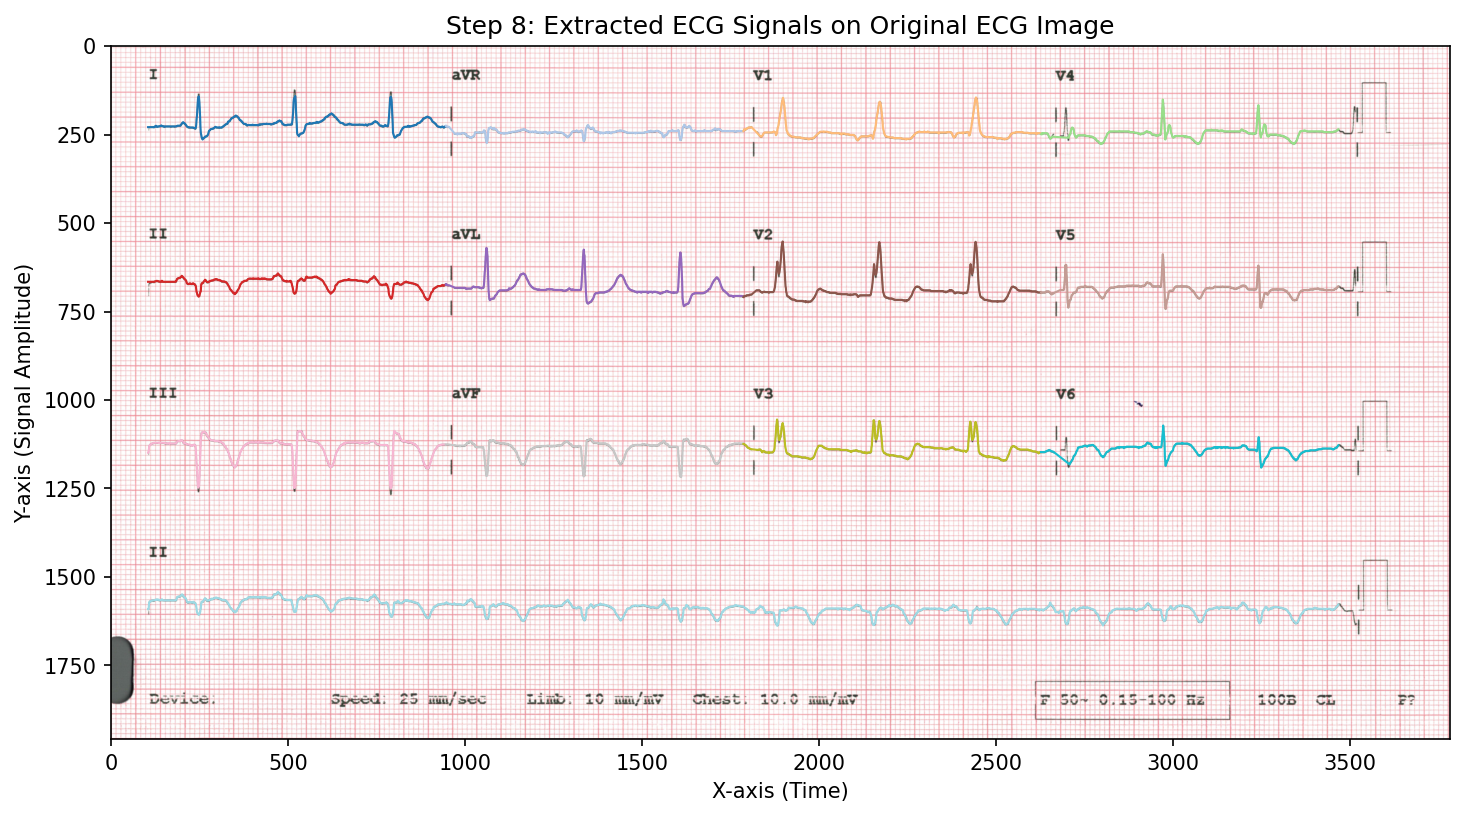 Step 8: Extracted ECG Signals on Original ECG Image
I aVR V1 V4
II aVL V2 V5
III aVF V3 V6
II
Device: Speed: 25 mm/sec Limb: 10 mm/mV Chest: 10.0 mm/mV F 50~ 0.15-100 Hz 100B CL P?
0
250
500
750
1000
1250
1500
1750
Y-axis (Signal Amplitude)
0 500 1000 1500 2000 2500 3000 3500
X-axis (Time)